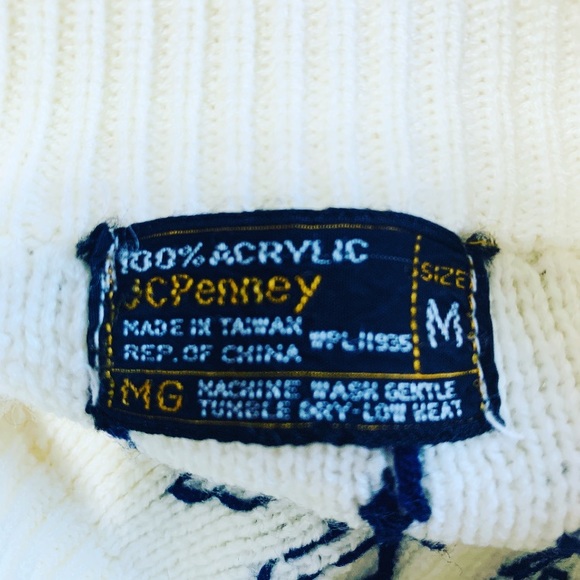 100% ACRYLIC
JCPenney
MADE IN TAIWAN
REP. OF CHINA
WPL11935
SIZE
M
MG
MACHINE WASH GENTLE
TUMBLE DRY-LOW HEAT